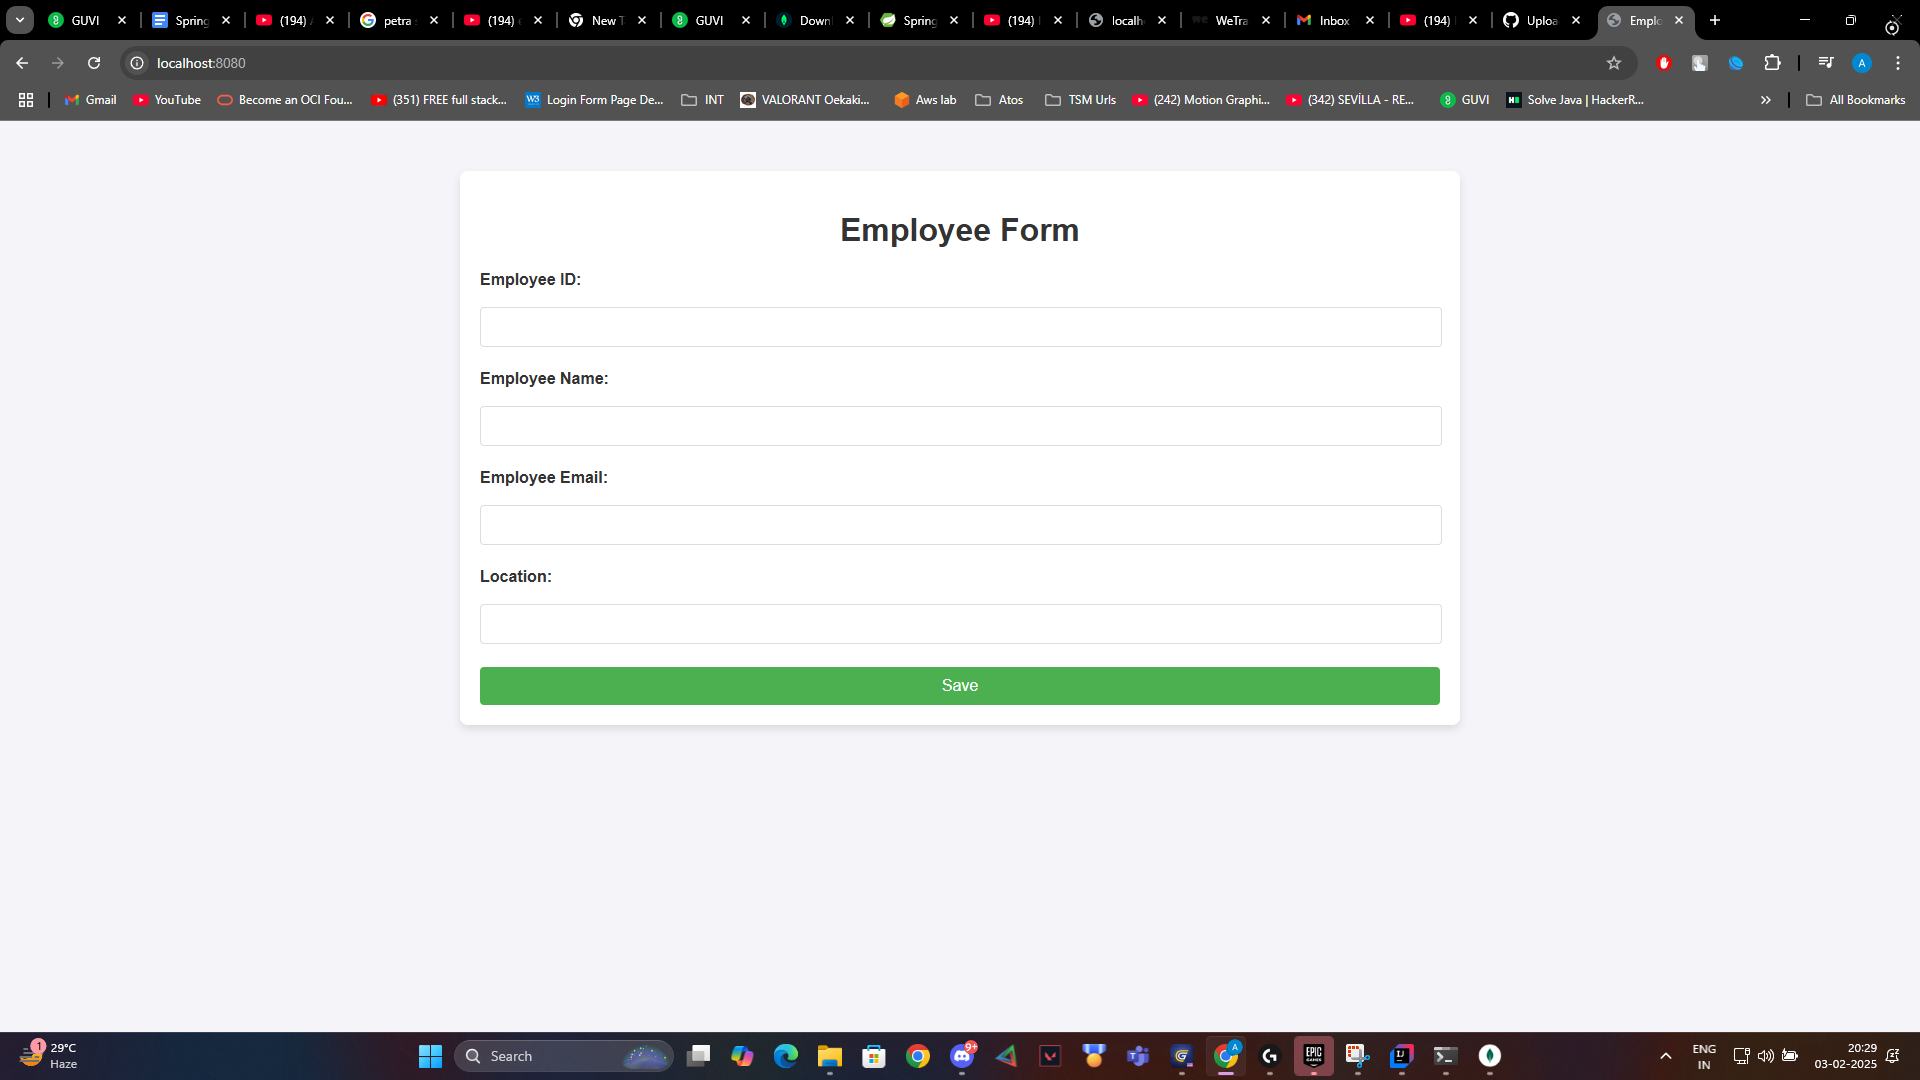 GUVI
Spring
(194)
petra
(194)
New T
GUVI
Down
Spring
(194)
localh
WeTra
Inbox
(194)
Uploa
Emplo
localhost:8080
Gmail
YouTube
Become an OCI Fou...
(351) FREE full stack...
Login Form Page De...
INT
VALORANT Oekaki...
Aws lab
Atos
TSM Urls
(242) Motion Graphi...
(342) SEVİLLA - RE...
GUVI
Solve Java | HackerR...
All Bookmarks
Employee Form
Employee ID:
Employee Name:
Employee Email:
Location:
Save
1
29°C
Haze
Search
9+
A
EPIC
GAMES
ENG
IN
20:29
03-02-2025